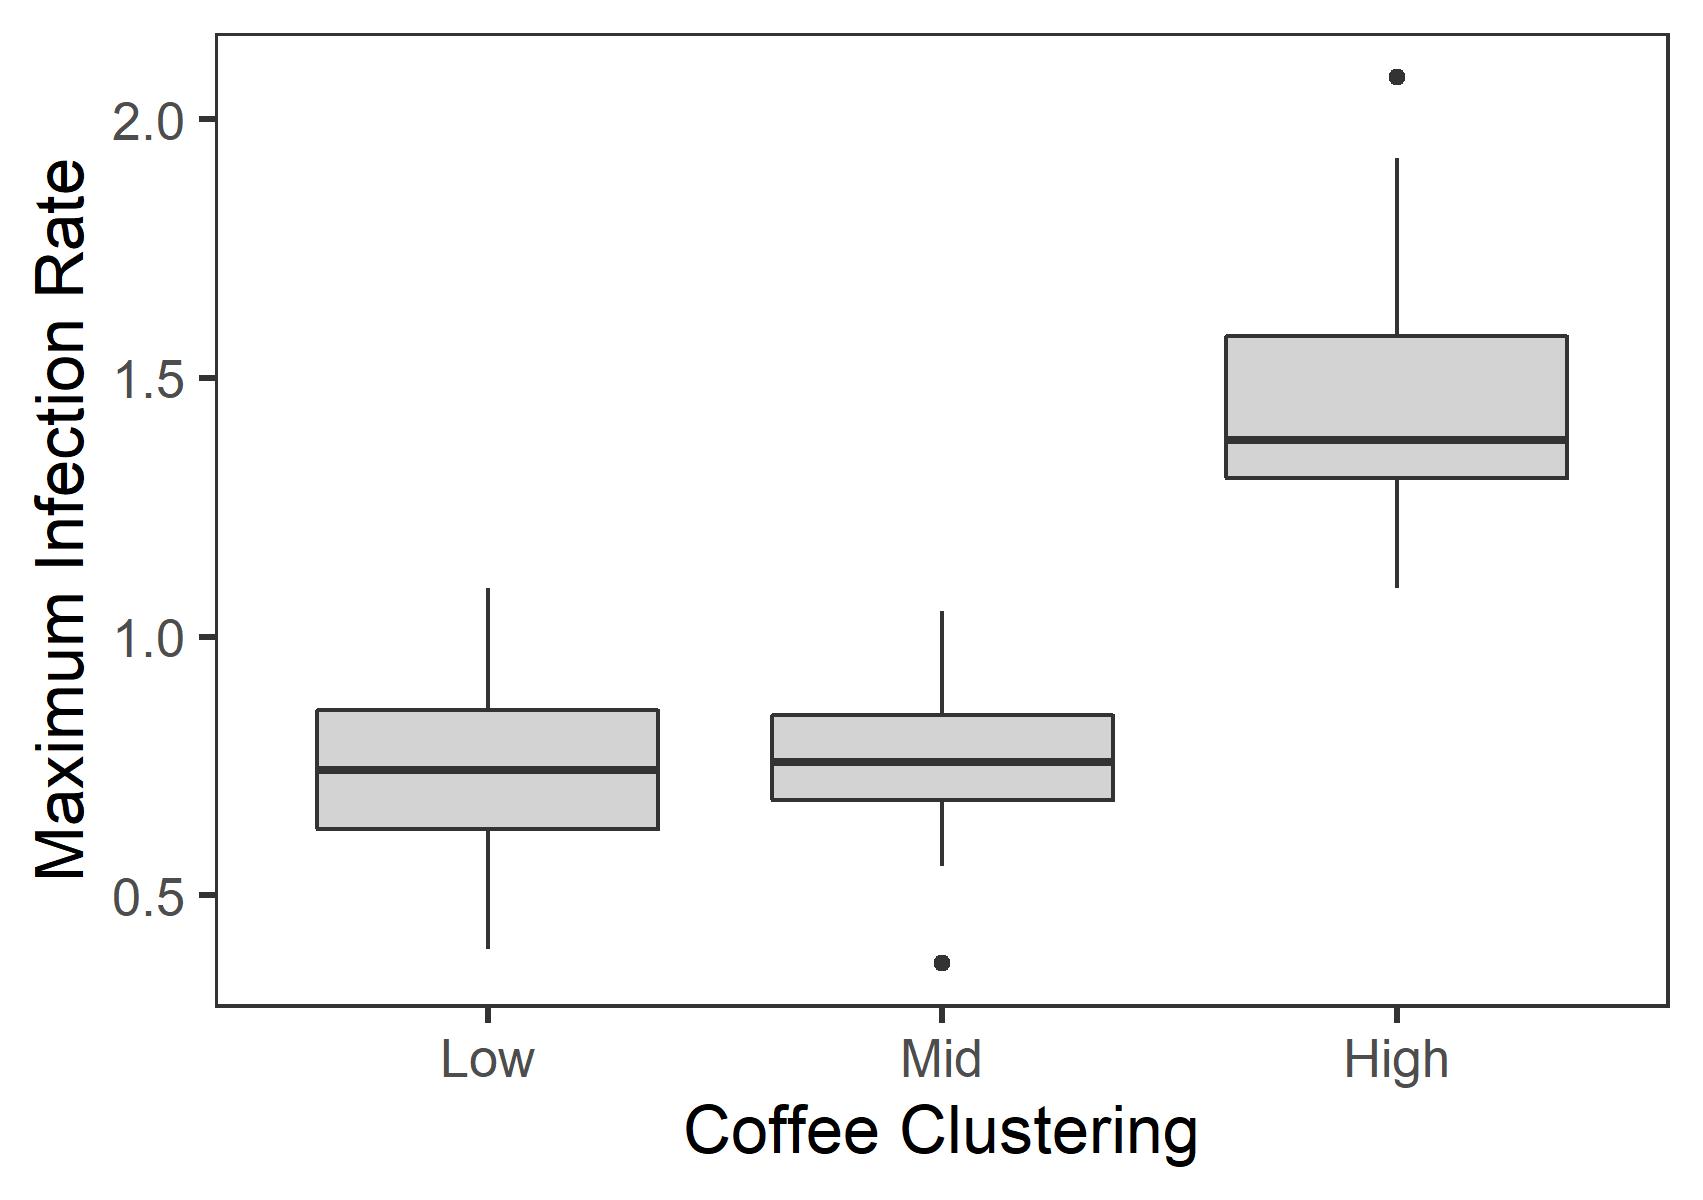 Maximum Infection Rate
2.0
1.5
1.0
0.5
Low Mid High
Coffee Clustering